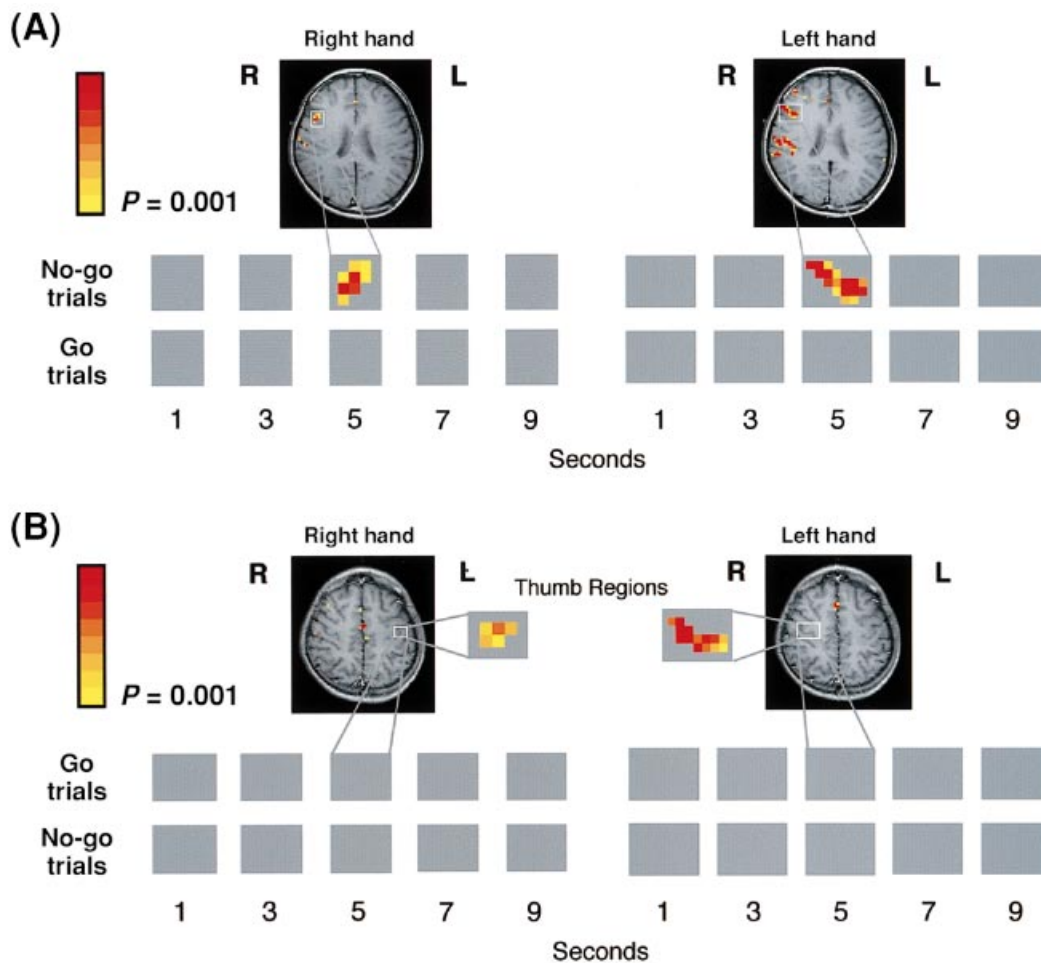 (A)
Right hand
Left hand
R L R L
P = 0.001
No-go
trials
Go
trials
1 3 5 7 9 1 3 5 7 9
Seconds
(B)
Right hand
Left hand
R L Thumb Regions R L
P = 0.001
Go
trials
No-go
trials
1 3 5 7 9 1 3 5 7 9
Seconds